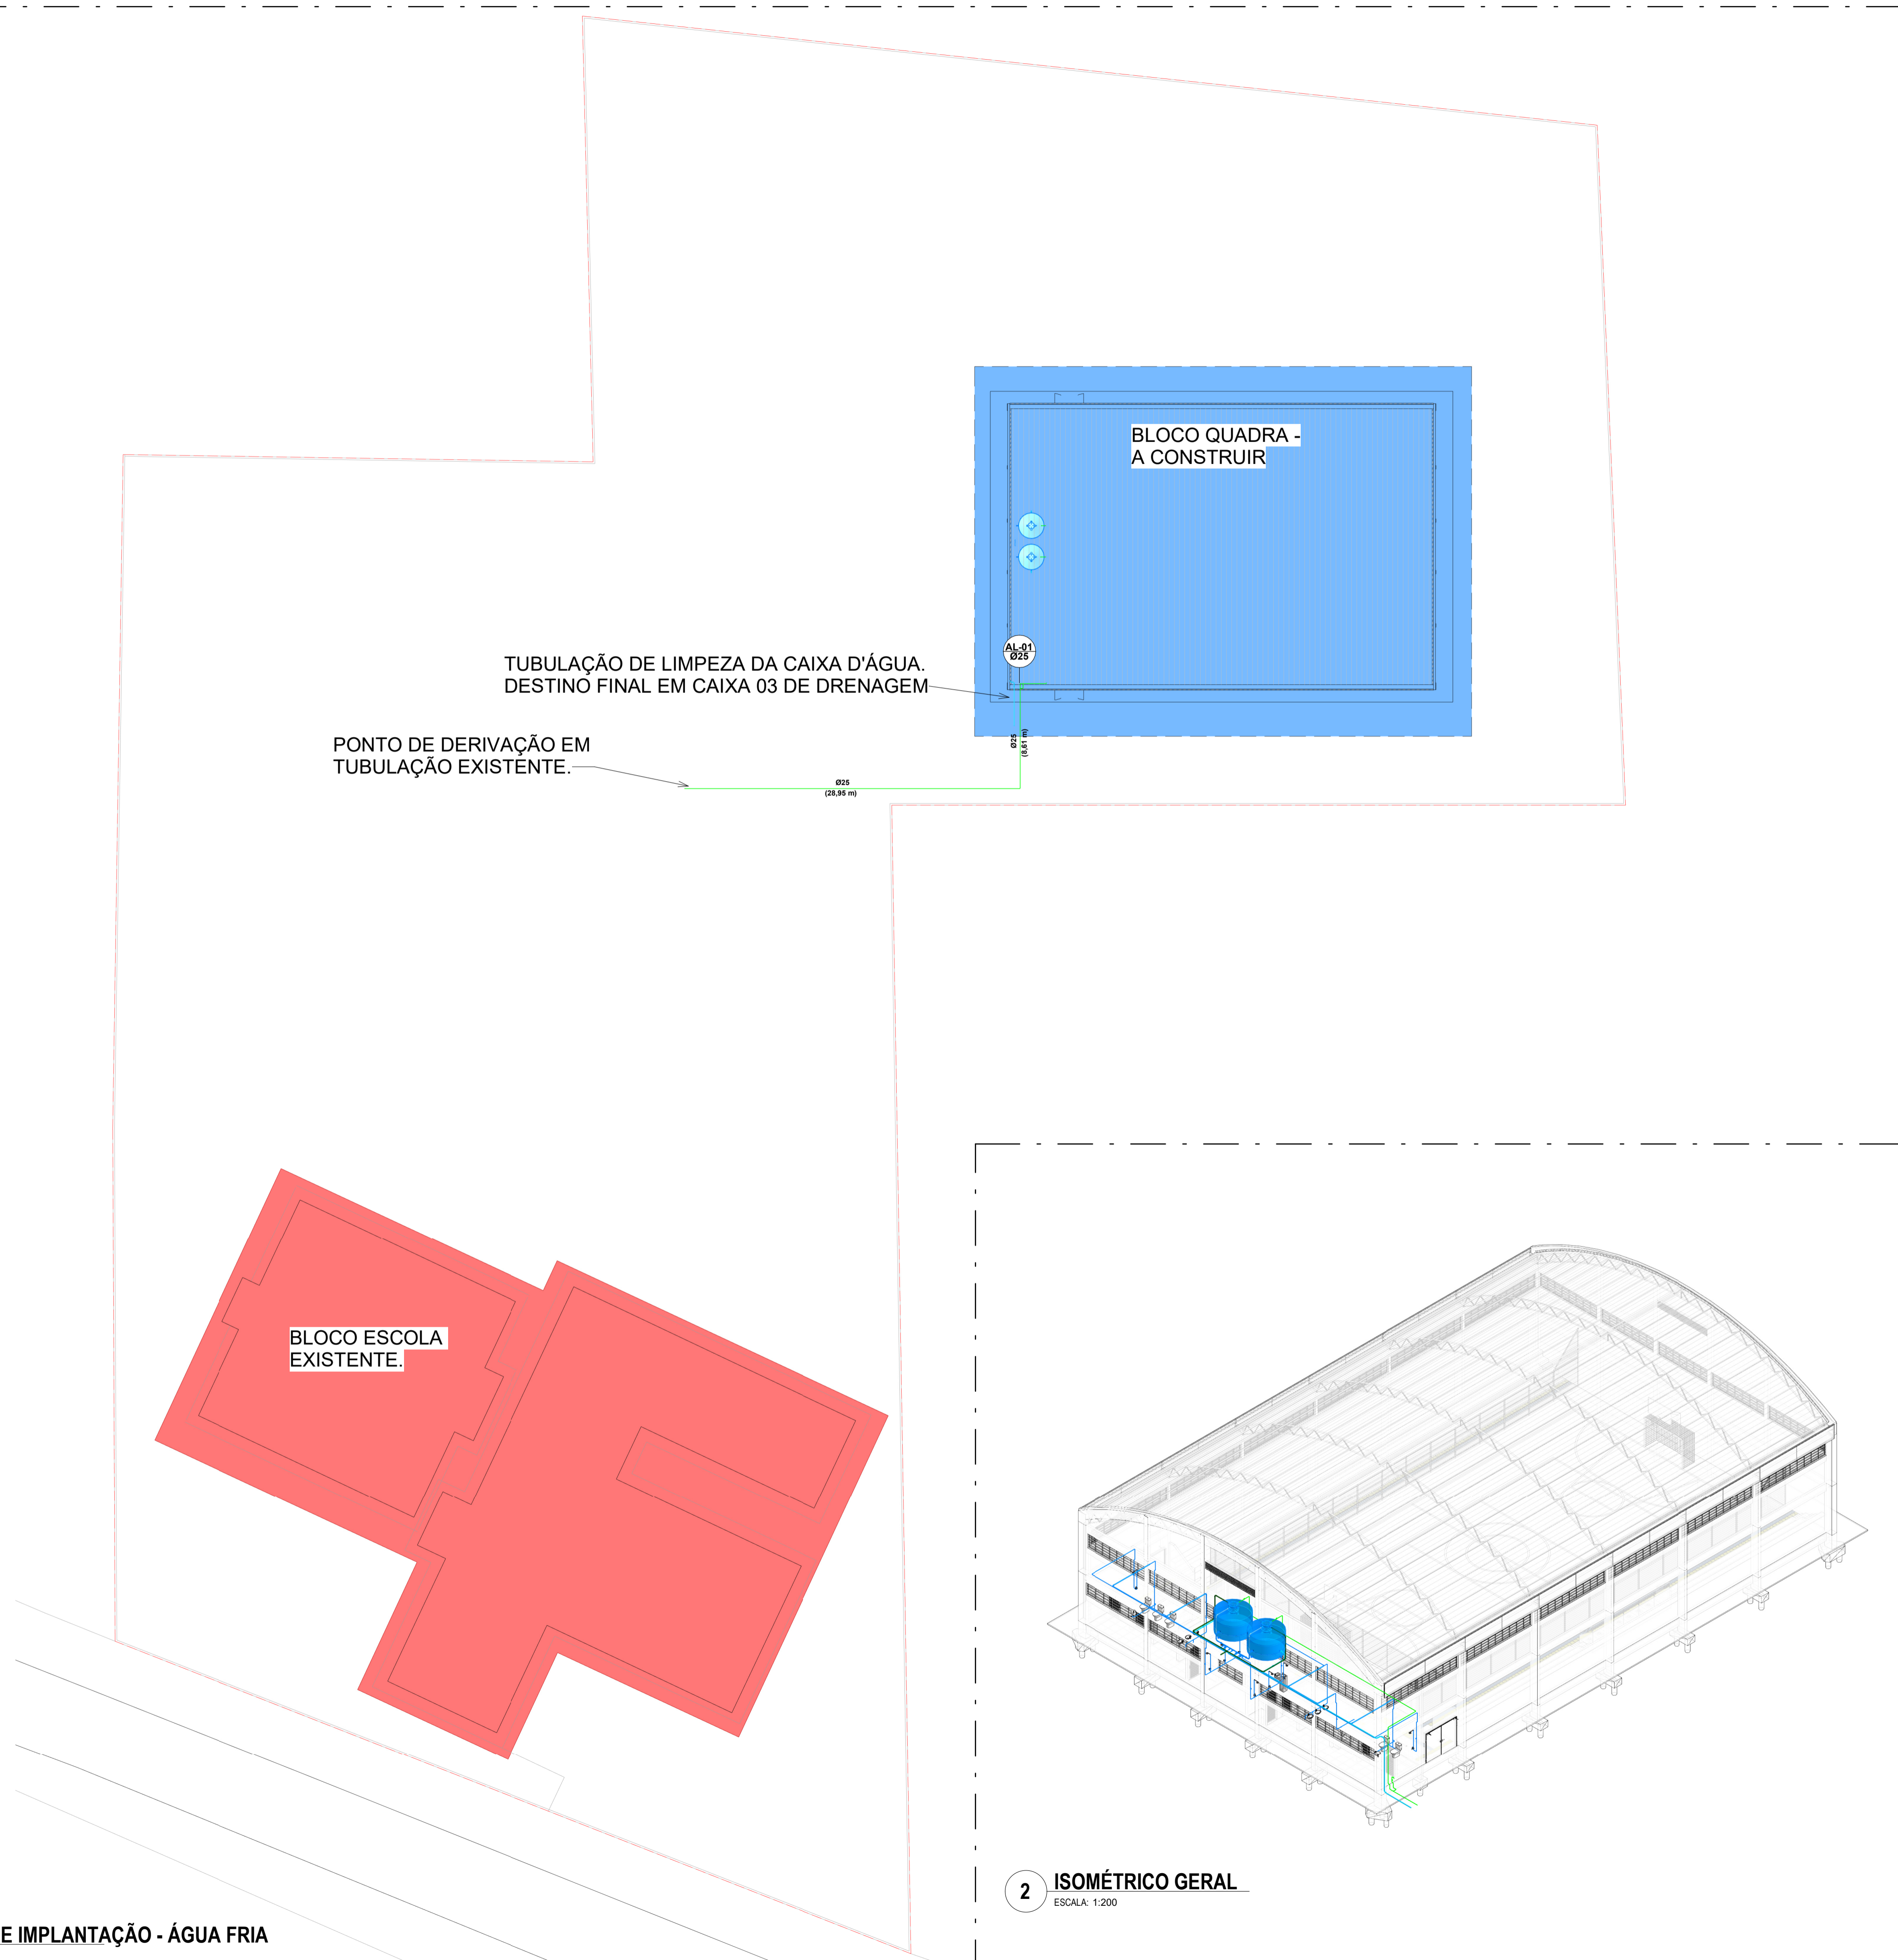 BLOCO QUADRA -
A CONSTRUIR
AL-01
Ø25
TUBULAÇÃO DE LIMPEZA DA CAIXA D'ÁGUA.
DESTINO FINAL EM CAIXA 03 DE DRENAGEM
Ø25
(8,61 m)
PONTO DE DERIVAÇÃO EM
TUBULAÇÃO EXISTENTE.
Ø25
(28,95 m)
BLOCO ESCOLA
EXISTENTE.
2
ISOMÉTRICO GERAL
ESCALA: 1:200
E IMPLANTAÇÃO - ÁGUA FRIA